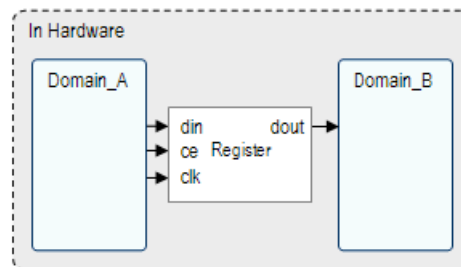 In Hardware
Domain_A
Domain_B
din dout
ce Register
clk